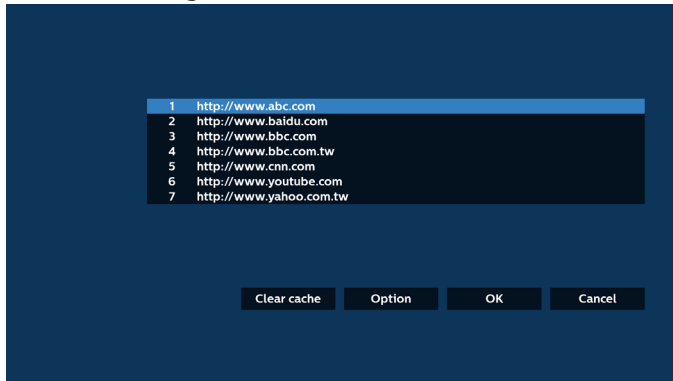 1 http://www.abc.com
2 http://www.baidu.com
3 http://www.bbc.com
4 http://www.bbc.com.tw
5 http://www.cnn.com
6 http://www.youtube.com
7 http://www.yahoo.com.tw
Clear cache Option OK Cancel